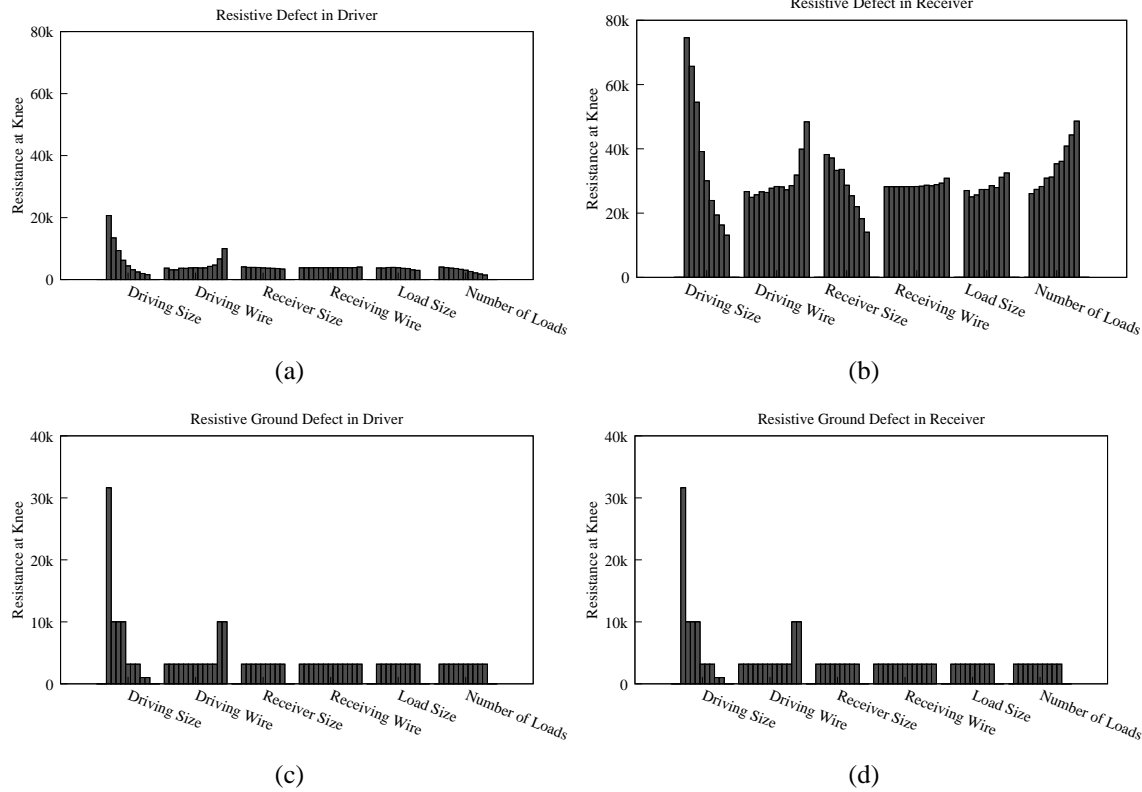 Resistive Defect in Driver
80k
60k
40k
20k
0
Resistance at Knee
Driving Size
Driving Wire
Receiver Size
Receiving Wire
Load Size
Number of Loads
(a)
Resistive Defect in Receiver
80k
60k
40k
20k
0
Resistance at Knee
Driving Size
Driving Wire
Receiver Size
Receiving Wire
Load Size
Number of Loads
(b)
Resistive Ground Defect in Driver
40k
30k
20k
10k
0
Resistance at Knee
Driving Size
Driving Wire
Receiver Size
Receiving Wire
Load Size
Number of Loads
(c)
Resistive Ground Defect in Receiver
40k
30k
20k
10k
0
Resistance at Knee
Driving Size
Driving Wire
Receiver Size
Receiving Wire
Load Size
Number of Loads
(d)